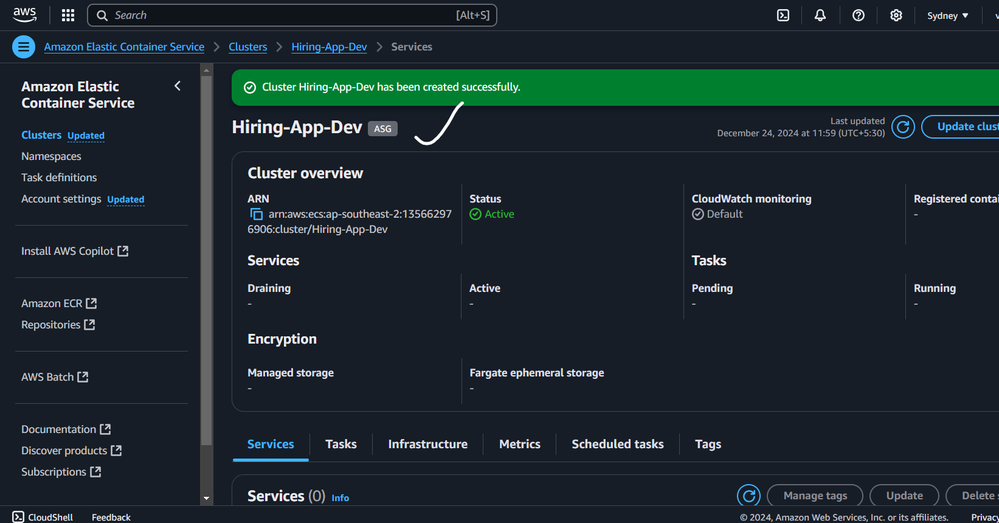 aws
Search
[Alt+S]
Sydney
Amazon Elastic Container Service
Clusters
Hiring-App-Dev
Services
Amazon Elastic
Container Service
Clusters Updated
Namespaces
Task definitions
Account settings Updated
Install AWS Copilot
Amazon ECR
Repositories
AWS Batch
Documentation
Discover products
Subscriptions
Cluster Hiring-App-Dev has been created successfully.
Hiring-App-Dev ASG
Last updated
December 24, 2024 at 11:59 (UTC+5:30)
Update clust
Cluster overview
ARN
arn:aws:ecs:ap-southeast-2:13566297
6906:cluster/Hiring-App-Dev
Status
Active
CloudWatch monitoring
Default
Registered contai
-
Services
Draining
-
Active
-
Tasks
Pending
-
Running
-
Encryption
Managed storage
-
Fargate ephemeral storage
-
Services
Tasks
Infrastructure
Metrics
Scheduled tasks
Tags
Services (0) Info
Manage tags
Update
Delete
CloudShell
Feedback
© 2024, Amazon Web Services, Inc. or its affiliates.
Privacy